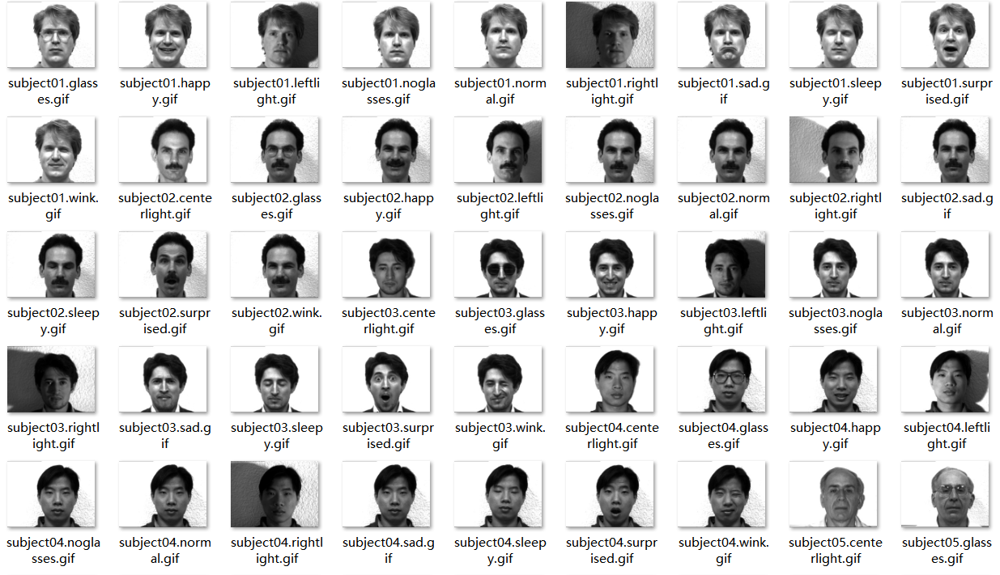 subject01.glass
es.gif
subject01.happ
y.gif
subject01.leftli
ght.gif
subject01.nogla
sses.gif
subject01.norm
al.gif
subject01.rightl
ight.gif
subject01.sad.g
if
subject01.sleep
y.gif
subject01.surpr
ised.gif
subject01.wink.
gif
subject02.cente
rlight.gif
subject02.glass
es.gif
subject02.happ
y.gif
subject02.leftli
ght.gif
subject02.nogla
sses.gif
subject02.norm
al.gif
subject02.rightl
ight.gif
subject02.sad.g
if
subject02.sleep
y.gif
subject02.surpr
ised.gif
subject02.wink.
gif
subject03.cente
rlight.gif
subject03.glass
es.gif
subject03.happ
y.gif
subject03.leftli
ght.gif
subject03.nogla
sses.gif
subject03.norm
al.gif
subject03.rightl
ight.gif
subject03.sad.g
if
subject03.sleep
y.gif
subject03.surpr
ised.gif
subject03.wink.
gif
subject04.cente
rlight.gif
subject04.glass
es.gif
subject04.happ
y.gif
subject04.leftli
ght.gif
subject04.nogla
sses.gif
subject04.norm
al.gif
subject04.rightl
ight.gif
subject04.sad.g
if
subject04.sleep
y.gif
subject04.surpr
ised.gif
subject04.wink.
gif
subject05.cente
rlight.gif
subject05.glass
es.gif